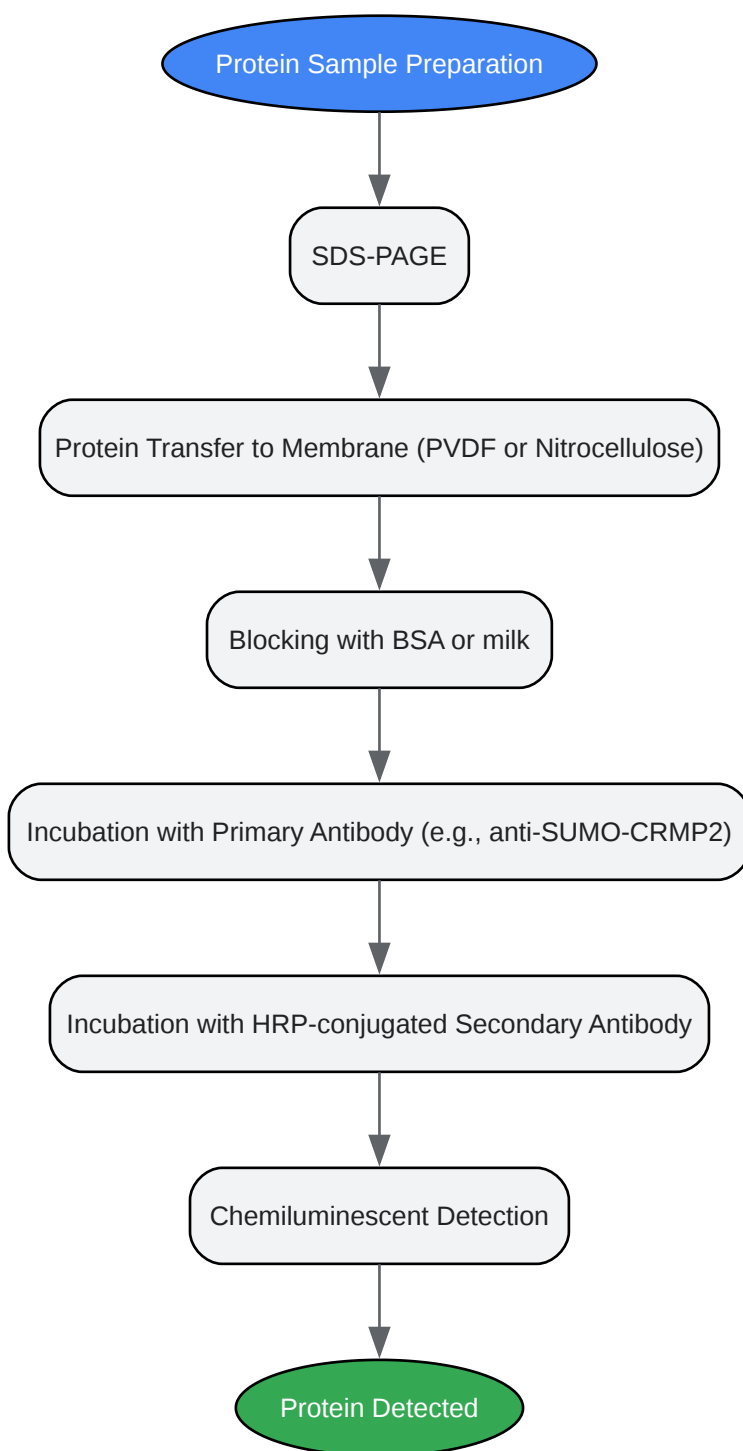 Protein Sample Preparation
SDS-PAGE
Protein Transfer to Membrane (PVDF or Nitrocellulose)
Blocking with BSA or milk
Incubation with Primary Antibody (e.g., anti-SUMO-CRMP2)
Incubation with HRP-conjugated Secondary Antibody
Chemiluminescent Detection
Protein Detected